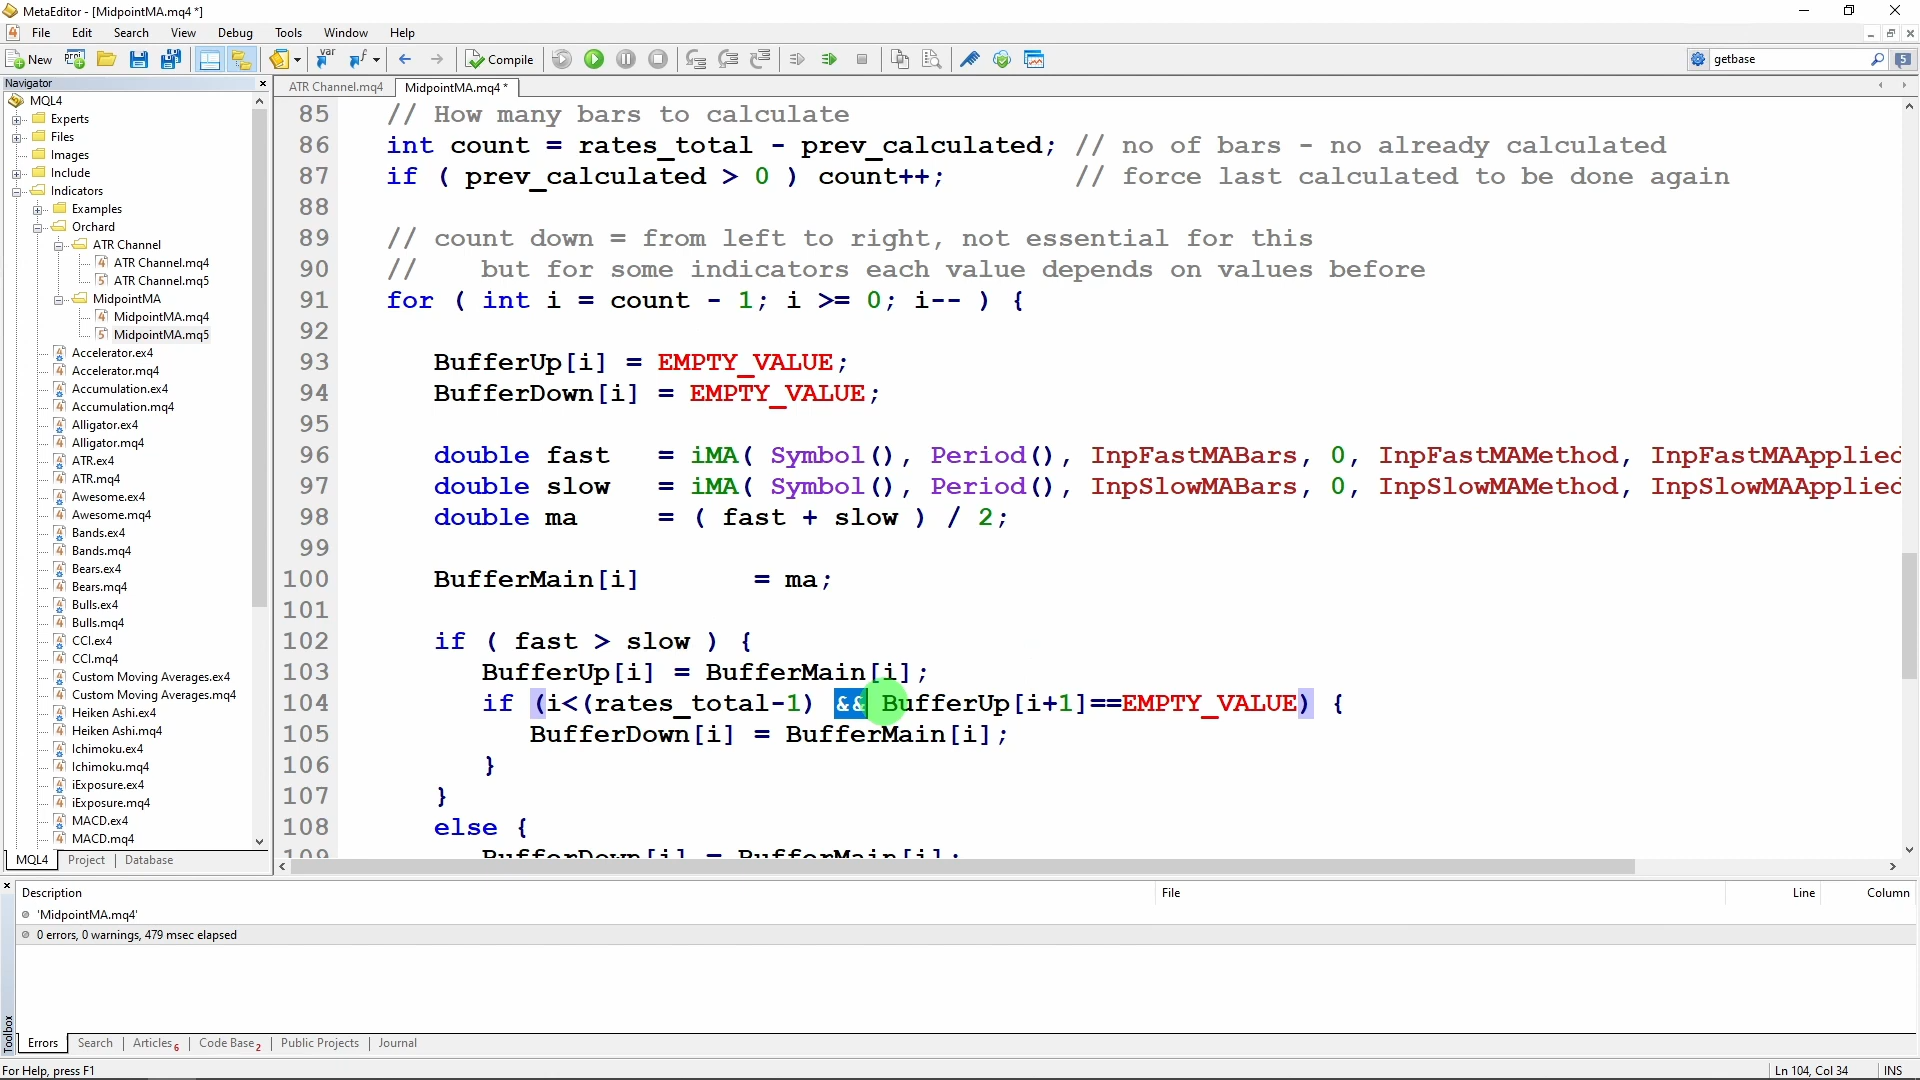 MetaEditor - [MidpointMA.mq4 *]
File Edit Search View Debug Tools Window Help
New Compile getbase 5
Navigator
MQL4
Experts
Files
Images
Include
Indicators
Examples
Orchard
ATR Channel
ATR Channel.mq4
ATR Channel.mq5
MidpointMA
MidpointMA.mq4
MidpointMA.mq5
Accelerator.ex4
Accelerator.mq4
Accumulation.ex4
Accumulation.mq4
Alligator.ex4
Alligator.mq4
ATR.ex4
ATR.mq4
Awesome.ex4
Awesome.mq4
Bands.ex4
Bands.mq4
Bears.ex4
Bears.mq4
Bulls.ex4
Bulls.mq4
CCI.ex4
CCI.mq4
Custom Moving Averages.ex4
Custom Moving Averages.mq4
Heiken Ashi.ex4
Heiken Ashi.mq4
Ichimoku.ex4
Ichimoku.mq4
iExposure.ex4
iExposure.mq4
MACD.ex4
MACD.mq4
MQL4 Project Database
ATR Channel.mq4 MidpointMA.mq4 *
85 // How many bars to calculate
86 int count = rates_total - prev_calculated; // no of bars - no already calculated
87 if ( prev_calculated > 0 ) count++; // force last calculated to be done again
88
89 // count down = from left to right, not essential for this
90 // but for some indicators each value depends on values before
91 for ( int i = count - 1; i >= 0; i-- ) {
92
93 BufferUp[i] = EMPTY_VALUE;
94 BufferDown[i] = EMPTY_VALUE;
95
96 double fast = iMA( Symbol(), Period(), InpFastMABars, 0, InpFastMAMethod, InpFastMAApplied
97 double slow = iMA( Symbol(), Period(), InpSlowMABars, 0, InpSlowMAMethod, InpSlowMAApplied
98 double ma = ( fast + slow ) / 2;
99
100 BufferMain[i] = ma;
101
102 if ( fast > slow ) {
103 BufferUp[i] = BufferMain[i];
104 if (i<(rates_total-1) && BufferUp[i+1]==EMPTY_VALUE) {
105 BufferDown[i] = BufferMain[i];
106 }
107 }
108 else {
109 BufferDown[i] = BufferMain[i];
Description File Line Column
'MidpointMA.mq4'
0 errors, 0 warnings, 479 msec elapsed
Toolbox
Errors Search Articles 6 Code Base 2 Public Projects Journal
For Help, press F1 Ln 104, Col 34 INS